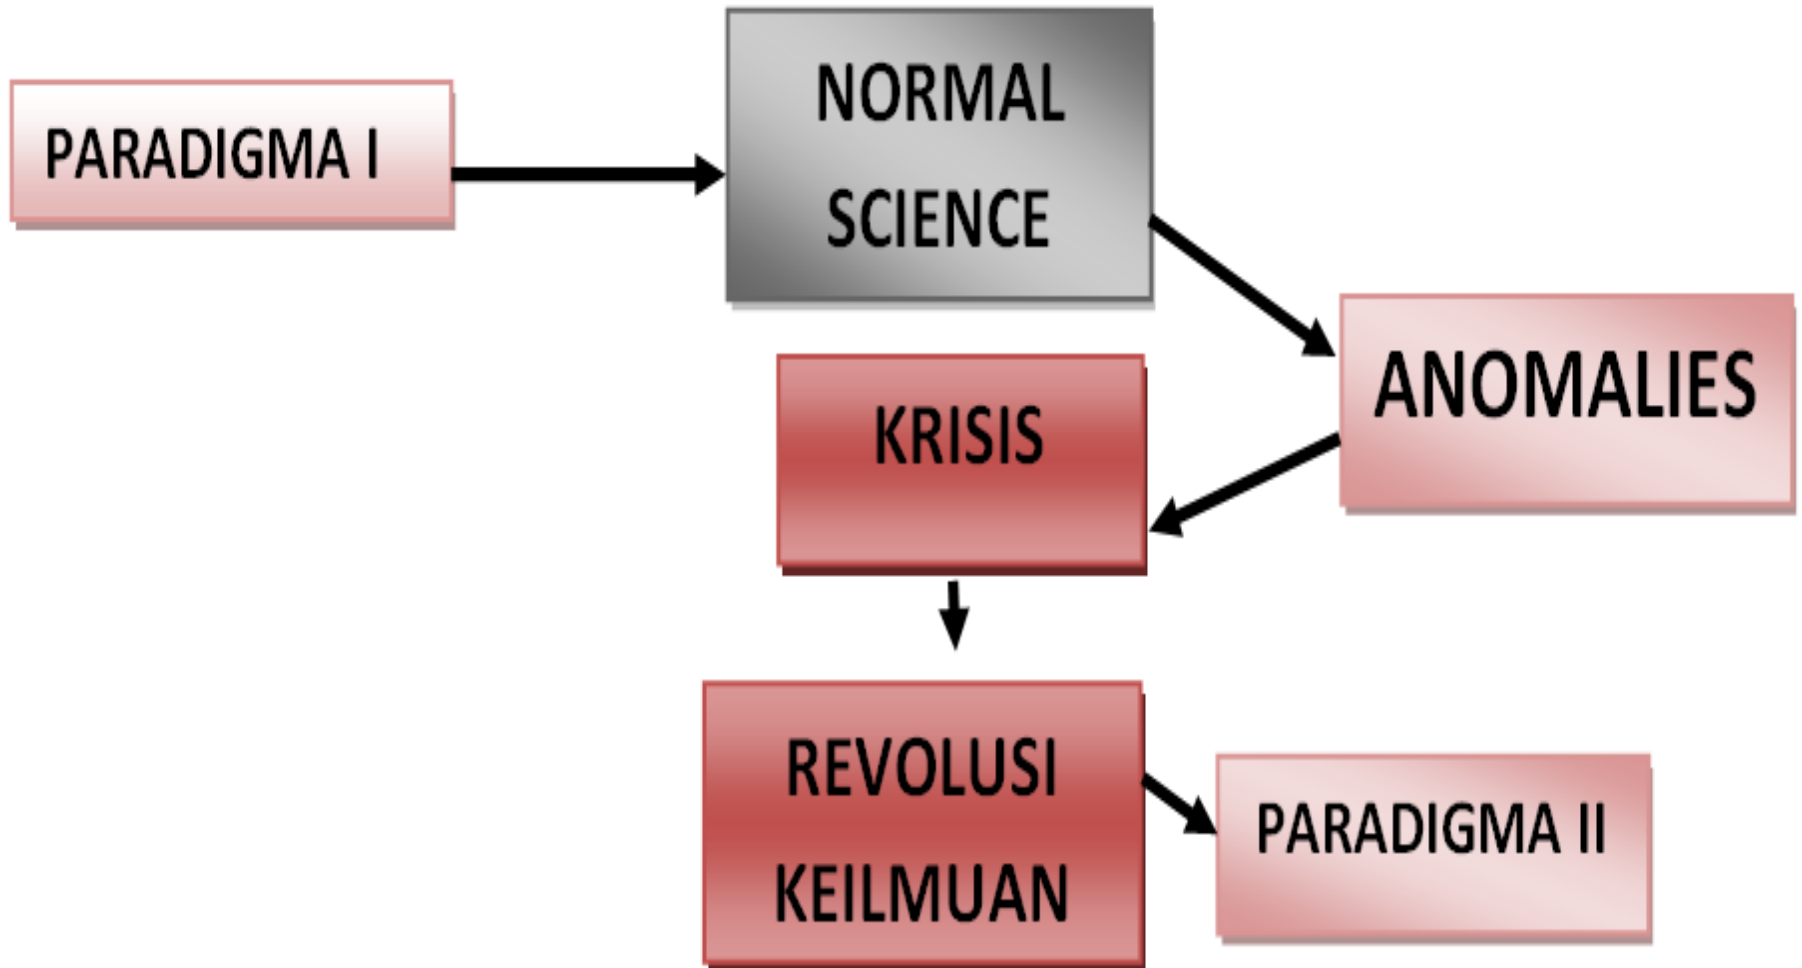 PARADIGMA I
NORMAL
SCIENCE
ANOMALIES
KRISIS
REVOLUSI
KEILMUAN
PARADIGMA II